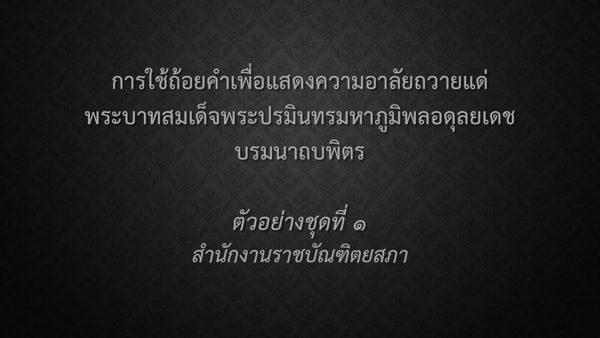 การใช้ถ้อยคำเพื่อแสดงความอาลัยถวายแด่
พระบาทสมเด็จพระปรมินทรมหาภูมิพลอดุลยเดช
บรมนาถบพิตร
ตัวอย่างชุดที่ ๑
สำนักงานราชบัณฑิตยสภา